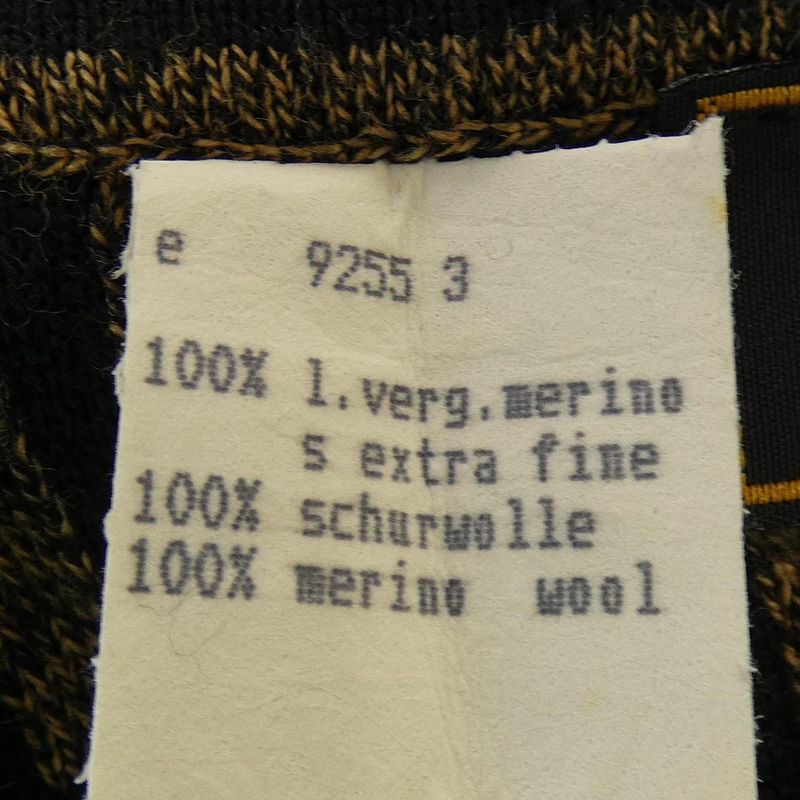 e 9255 3
100% l.verg.merino
s extra fine
100% schurwolle
100% merino wool